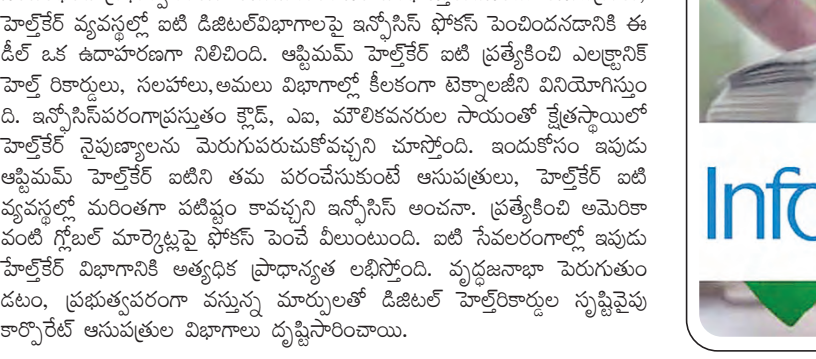 హెల్త్‌కేర్ వ్యవస్థల్లో ఐటి డిజిటల్‌విభాగాలపై ఇన్ఫోసిస్ ఫోకస్ పెంచిందనడానికి ఈ
డీల్ ఒక ఉదాహరణగా నిలిచింది. ఆప్టిమమ్ హెల్త్‌కేర్ ఐటి ప్రత్యేకించి ఎలక్ట్రానిక్
హెల్త్ రికార్డులు, సలహాలు,అమలు విభాగాల్లో కీలకంగా టెక్నాలజీని వినియోగిస్తుం
ది. ఇన్ఫోసిస్‌పరంగాప్రస్తుతం క్లౌడ్, ఎఐ, మౌలికవనరుల సాయంతో క్షేత్రస్థాయిలో
హెల్త్‌కేర్ నైపుణ్యాలను మెరుగుపరుచుకోవచ్చని చూస్తోంది. ఇందుకోసం ఇపుడు
ఆప్టిమమ్ హెల్త్‌కేర్ ఐటిని తమ పరంచేసుకుంటే ఆసుపత్రులు, హెల్త్‌కేర్ ఐటి
వ్యవస్థల్లో మరింతగా పటిష్టం కావచ్చని ఇన్ఫోసిస్ అంచనా. ప్రత్యేకించి అమెరికా
వంటి గ్లోబల్ మార్కెట్లపై ఫోకస్ పెంచే వీలుంటుంది. ఐటి సేవలరంగాల్లో ఇపుడు
హేల్త్‌కేర్ విభాగానికి అత్యధిక ప్రాధాన్యత లభిస్తోంది. వృద్ధజనాభా పెరుగుతుం
డటం, ప్రభుత్వపరంగా వస్తున్న మార్పులతో డిజిటల్ హెల్త్‌రికార్డుల సృష్టివైపు
కార్పొరేట్ ఆసుపత్రుల విభాగాలు దృష్టిసారించాయి.